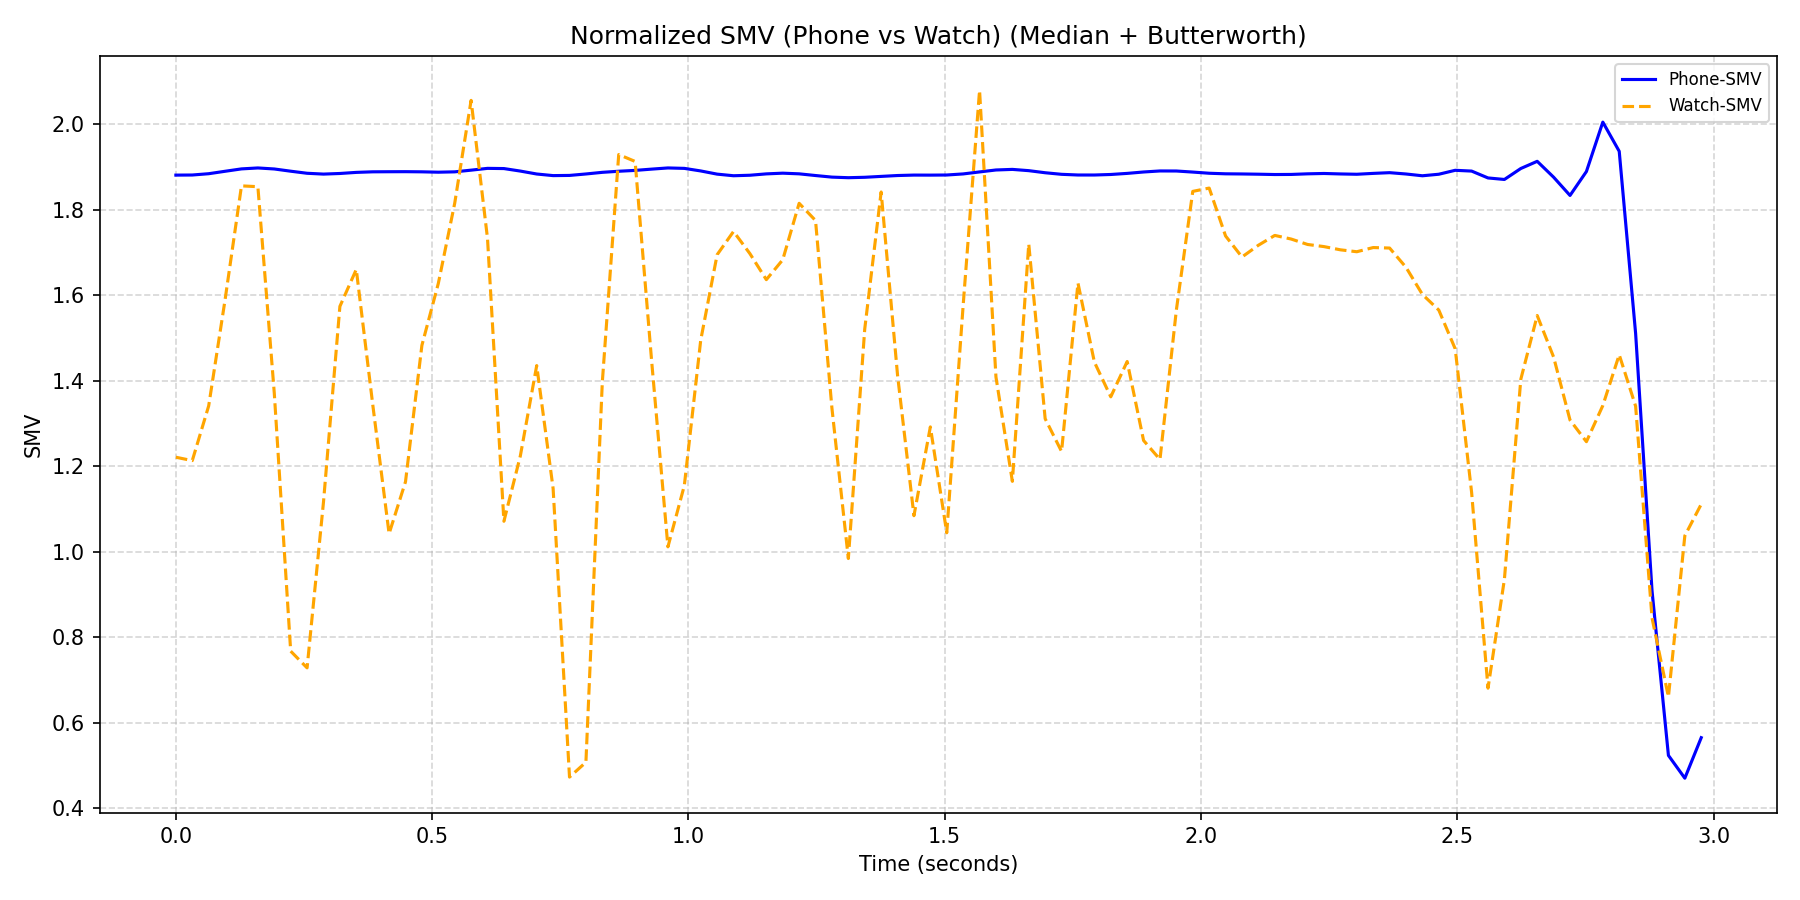 Normalized SMV (Phone vs Watch) (Median + Butterworth)
Phone-SMV
Watch-SMV
2.0
1.8
1.6
1.4
1.2
1.0
0.8
0.6
0.4
SMV
0.0 0.5 1.0 1.5 2.0 2.5 3.0
Time (seconds)